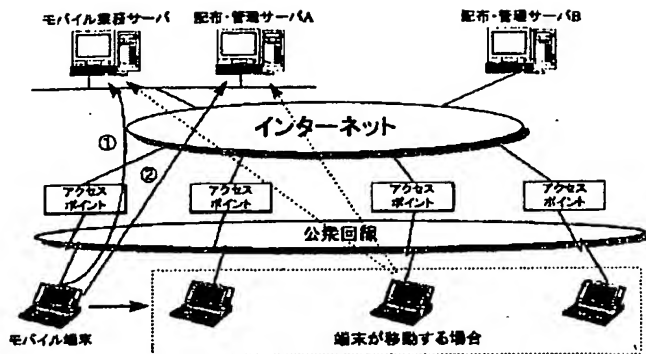 モバイル業務サーバ
配布・管理サーバA
配布・管理サーバB
インターネット
①
②
アクセス
ポイント
アクセス
ポイント
アクセス
ポイント
アクセス
ポイント
公衆回線
モバイル端末
端末が移動する場合